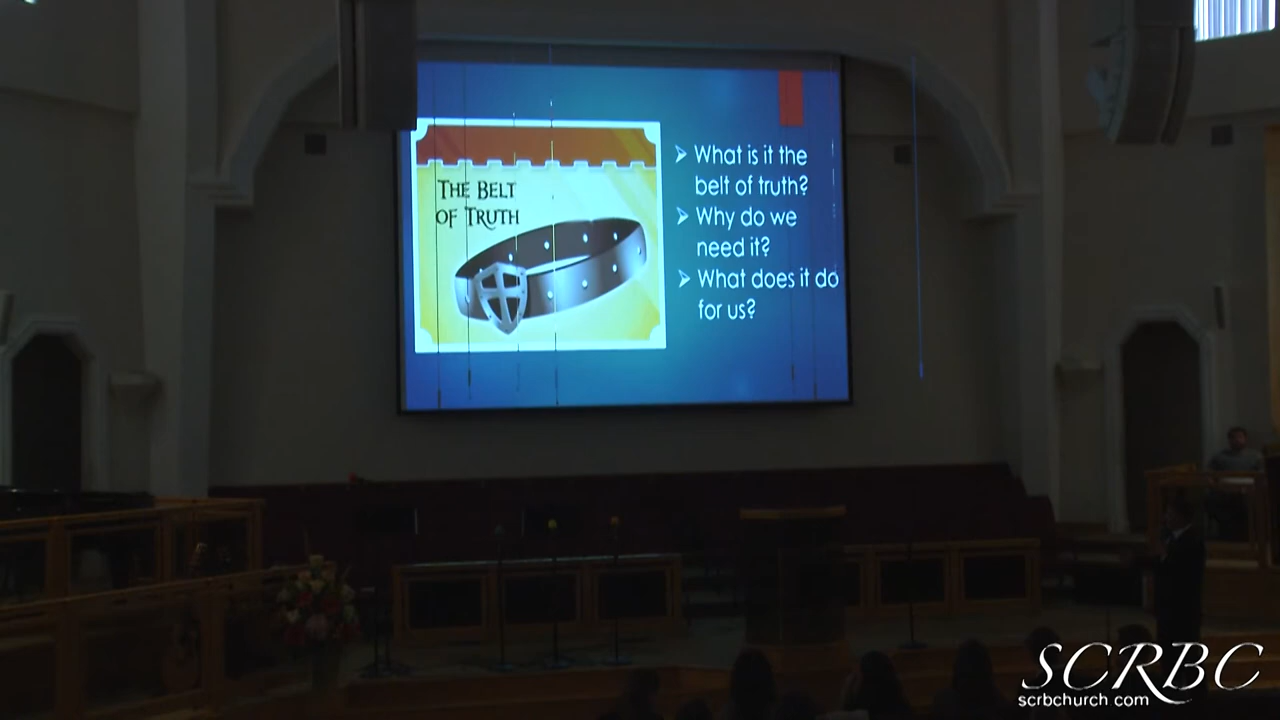 THE BELT
OF TRUTH
➢ What is it the
belt of truth?
➢ Why do we
need it?
➢ What does it do
for us?
SCRBC
scrbchurch com